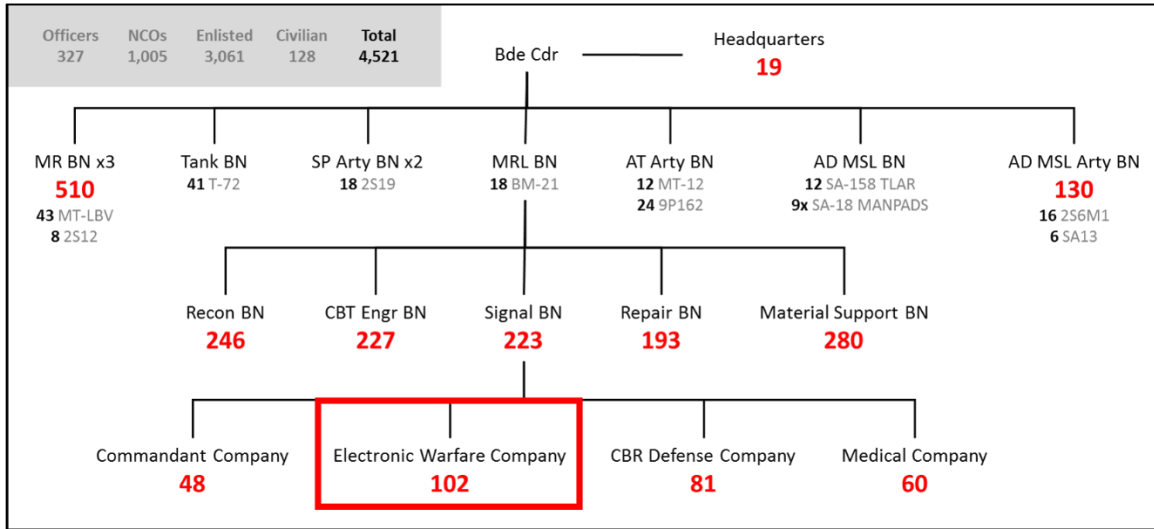 Officers NCOs Enlisted Civilian Total
327 1,005 3,061 128 4,521
Bde Cdr
Headquarters
19
MR BN x3
510
43 MT-LBV
8 2S12
Tank BN
41 T-72
SP Arty BN x2
18 2S19
MRL BN
18 BM-21
AT Arty BN
12 MT-12
24 9P162
AD MSL BN
12 SA-158 TLAR
9x SA-18 MANPADS
AD MSL Arty BN
130
16 2S6M1
6 SA13
Recon BN
246
CBT Engr BN
227
Signal BN
223
Repair BN
193
Material Support BN
280
Commandant Company
48
Electronic Warfare Company
102
CBR Defense Company
81
Medical Company
60